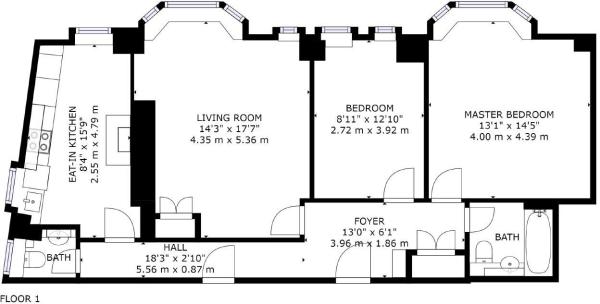 EAT-IN KITCHEN
8'4" x 15'9"
2.55 m x 4.79 m
LIVING ROOM
14'3" x 17'7"
4.35 m x 5.36 m
BEDROOM
8'11" x 12'10"
2.72 m x 3.92 m
MASTER BEDROOM
13'1" x 14'5"
4.00 m x 4.39 m
FOYER
13'0" x 6'1"
3.96 m x 1.86 m
BATH
BATH
HALL
18'3" x 2'10"
5.56 m x 0.87 m
FLOOR 1